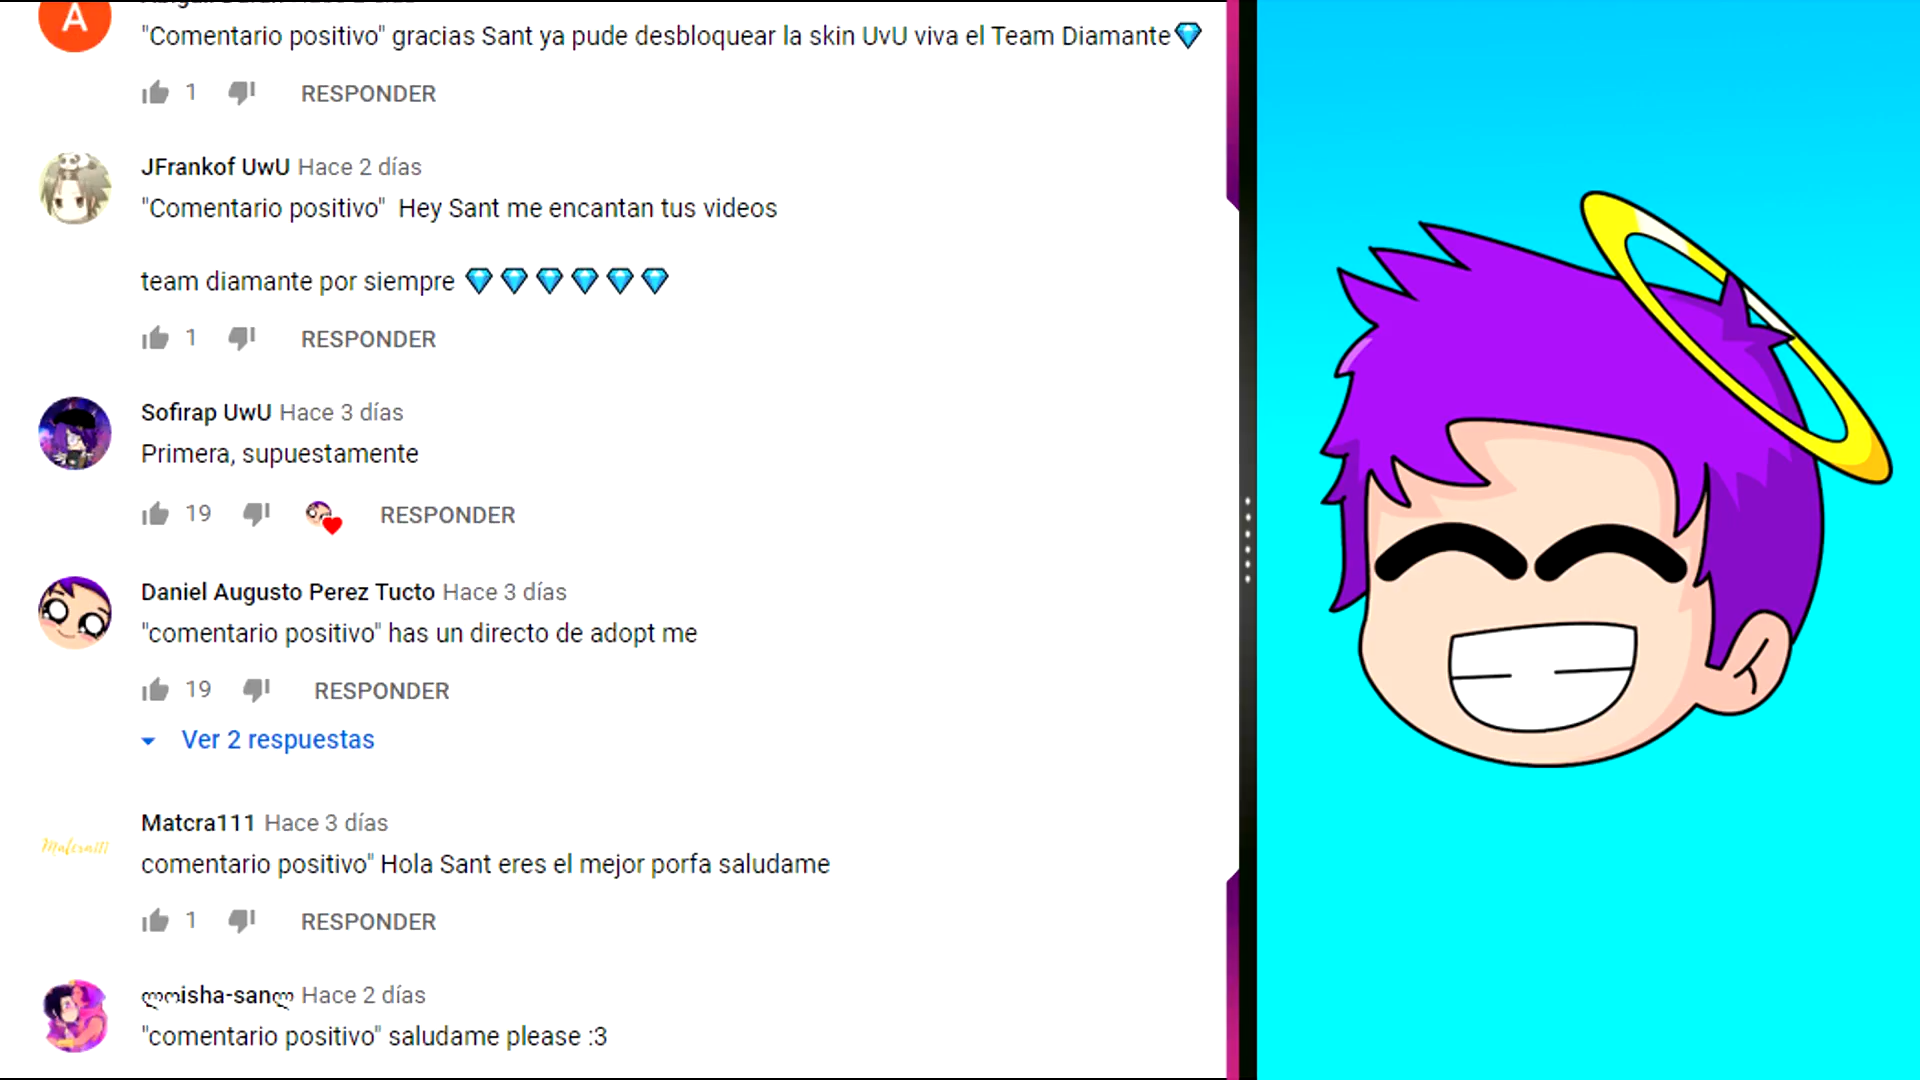 A
"Comentario positivo" gracias Sant ya pude desbloquear la skin UvU viva el Team Diamante💎
1 RESPONDER
JFrankof UwU Hace 2 días
"Comentario positivo"  Hey Sant me encantan tus videos
team diamante por siempre 💎💎💎💎💎💎
1 RESPONDER
Sofirap UwU Hace 3 días
Primera, supuestamente
19 RESPONDER
Daniel Augusto Perez Tucto Hace 3 días
"comentario positivo" has un directo de adopt me
19 RESPONDER
Ver 2 respuestas
Matcra111 Hace 3 días
Matcra111
comentario positivo" Hola Sant eres el mejor porfa saludame
1 RESPONDER
ლოisha-sanლ Hace 2 días
"comentario positivo" saludame please :3